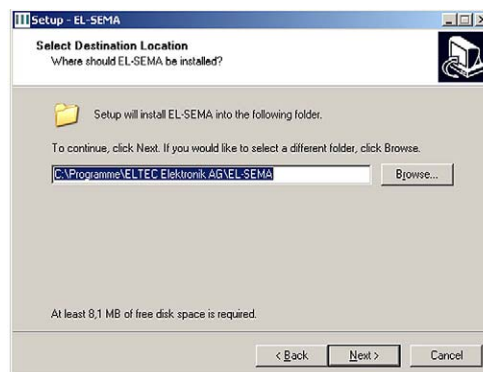 Setup - EL-SEMA
Select Destination Location
Where should EL-SEMA be installed?
Setup will install EL-SEMA into the following folder.
To continue, click Next. If you would like to select a different folder, click Browse.
C:\Programme\ELTEC Elektronik AG\EL-SEMA
Browse...
At least 8,1 MB of free disk space is required.
< Back
Next >
Cancel